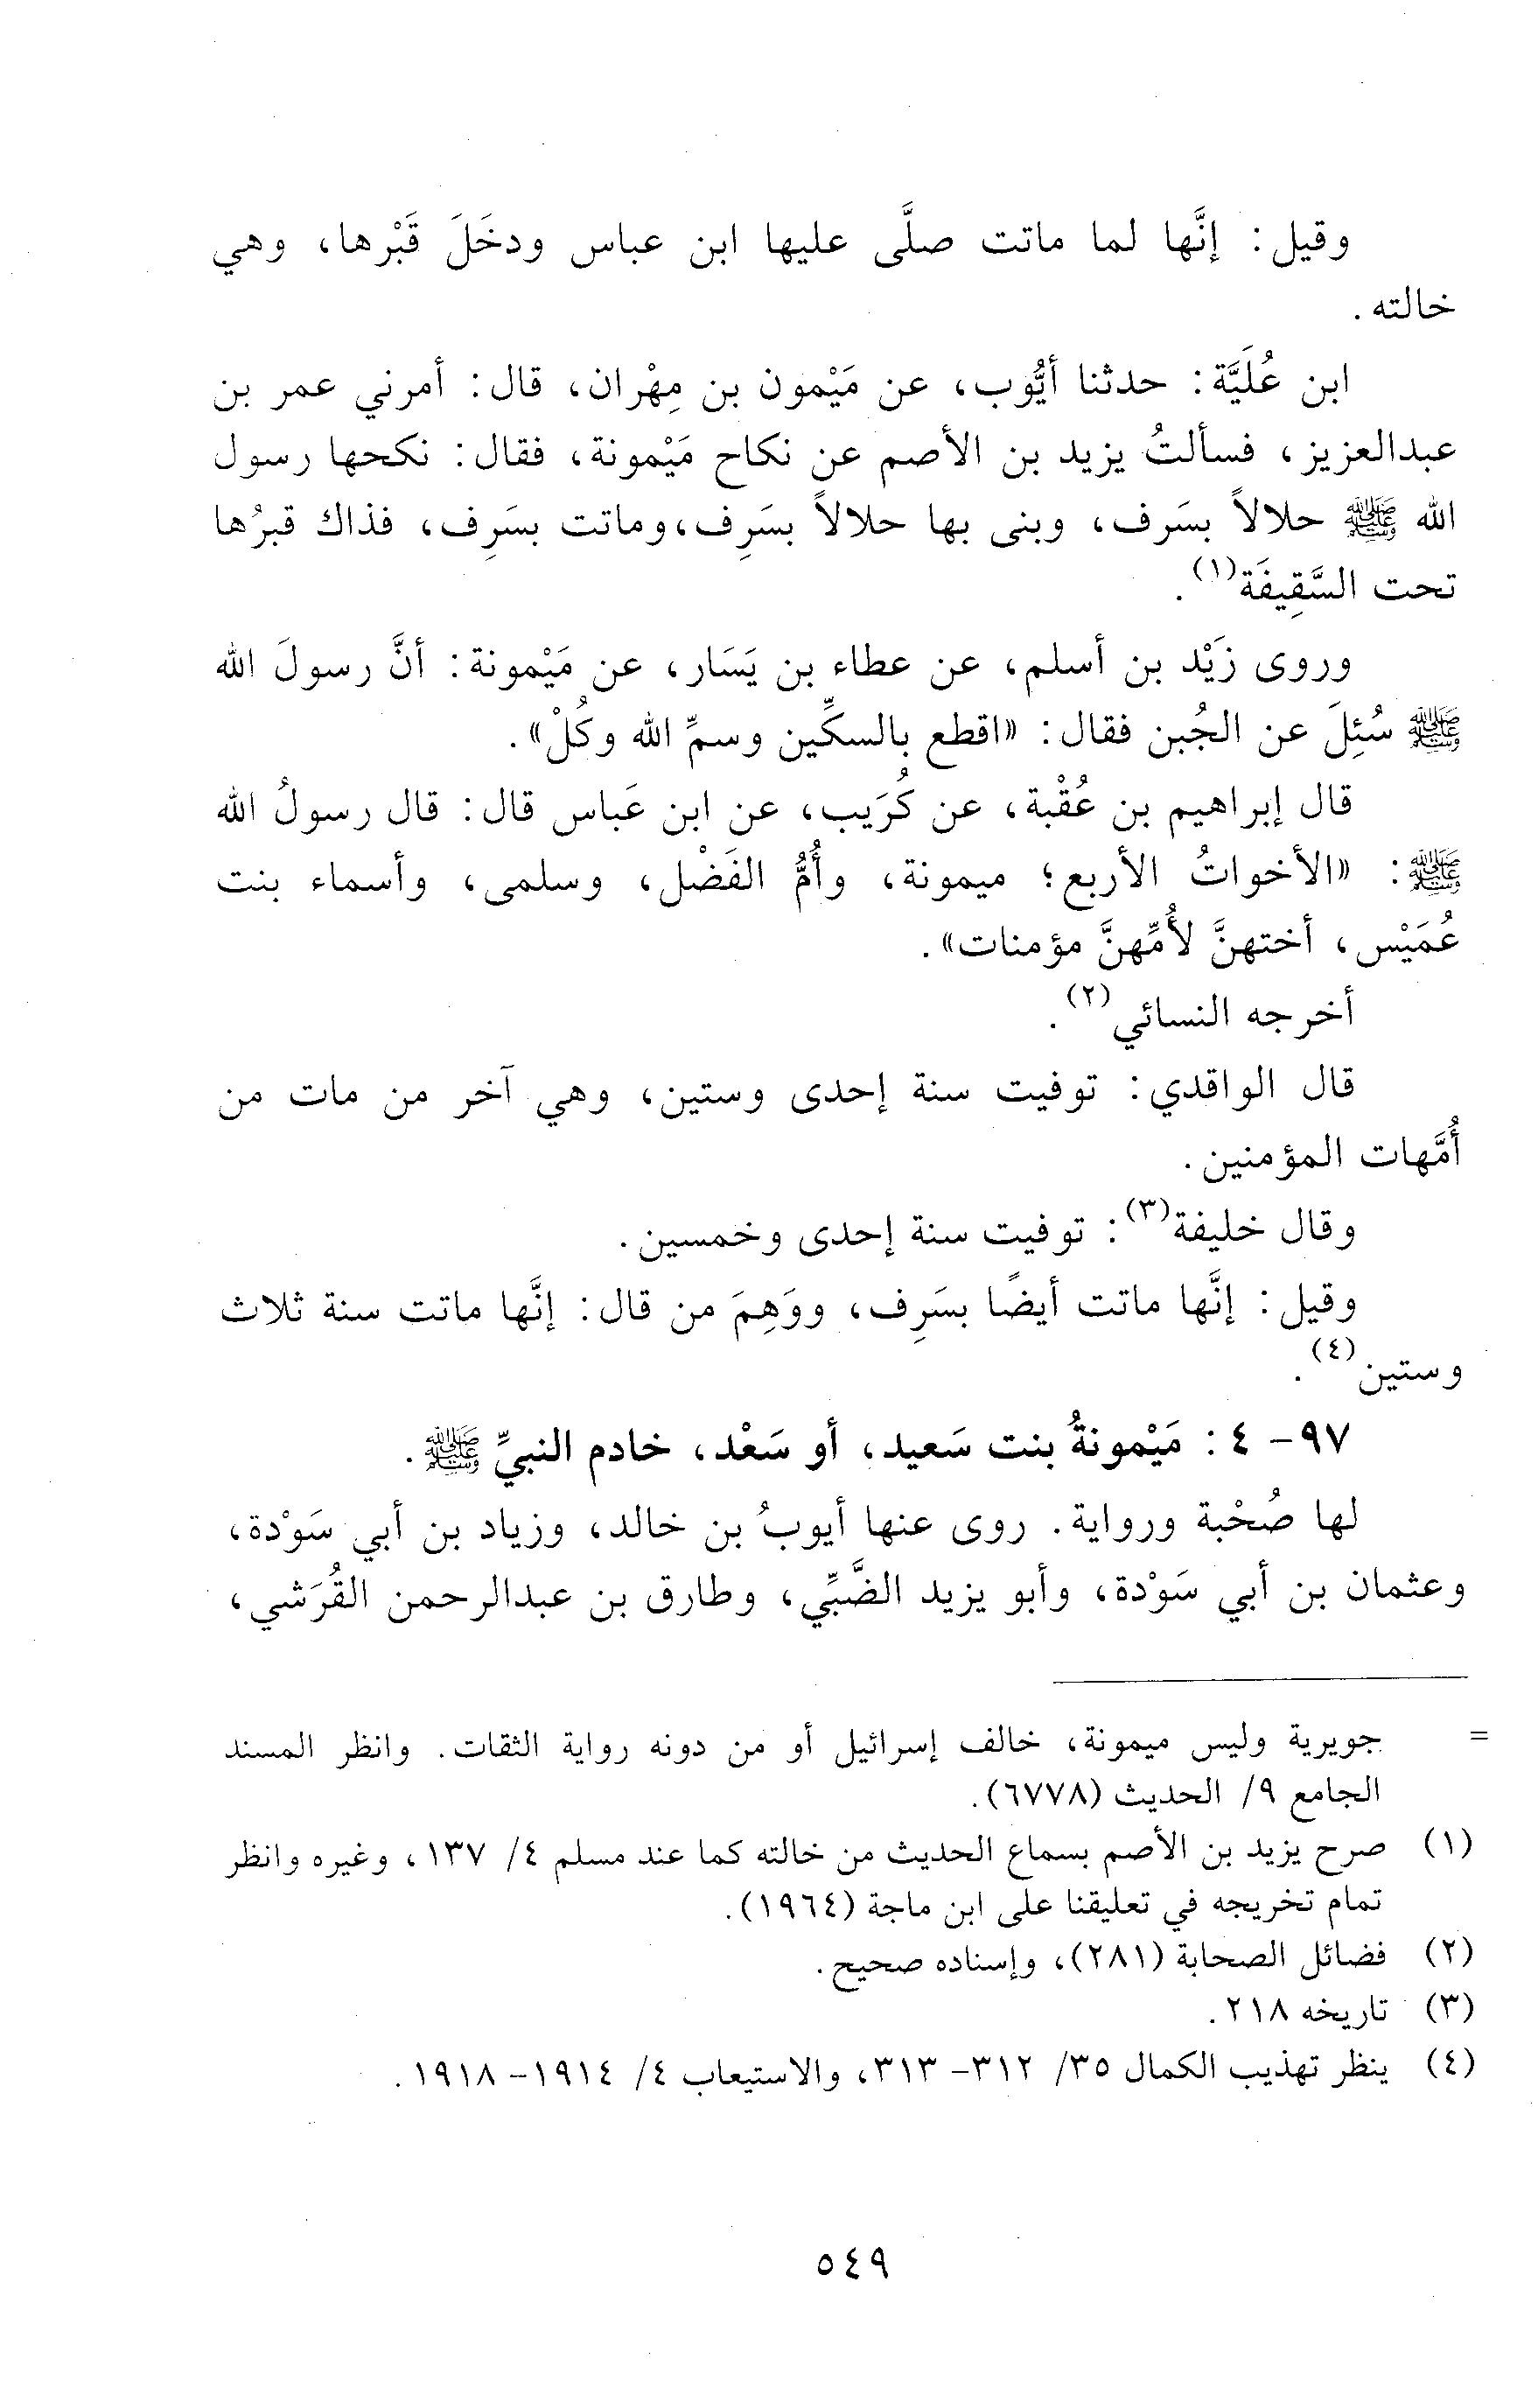 وقيل: إنَّها لما ماتت صلَّى عليها ابن عباس ودخَلَ قَبْرها، وهي
خالته.
ابن عُلَيَّة: حدثنا أيُّوب، عن مَيْمون بن مِهْران، قال: أمرني عمر بن
عبدالعزيز، فسألتُ يزيد بن الأصم عن نكاح مَيْمونة، فقال: نكحها رسول
الله ﷺ حلالاً بسَرف، وبنى بها حلالاً بسَرِف،وماتت بسَرِف، فذاك قبرُها
تحت السَّقِيفَة(١).
وروى زَيْد بن أسلم، عن عطاء بن يَسَار، عن مَيْمونة: أنَّ رسولَ الله
ﷺ سُئِلَ عن الجُبن فقال: «اقطع بالسكِّين وسمِّ الله وكُلْ».
قال إبراهيم بن عُقْبة، عن كُرَيب، عن ابن عَباس قال: قال رسولُ الله
ﷺ: «الأخواتُ الأربع؛ ميمونة، وأُمُّ الفَضْل، وسلمى، وأسماء بنت
عُمَيْس، أختهنَّ لأُمِّهنَّ مؤمنات».
أخرجه النسائي(٢).
قال الواقدي: توفيت سنة إحدى وستين، وهي آخر من مات من
أُمَّهات المؤمنين.
وقال خليفة(٣): توفيت سنة إحدى وخمسين.
وقيل: إنَّها ماتت أيضًا بسَرِف، ووَهِمَ من قال: إنَّها ماتت سنة ثلاث
وستين(٤).
٩٧- ٤: مَيْمونةُ بنت سَعيد، أو سَعْد، خادم النبيِّ ﷺ.
لها صُحْبة ورواية. روى عنها أيوبُ بن خالد، وزياد بن أبي سَوْدة،
وعثمان بن أبي سَوْدة، وأبو يزيد الضَّبِّي، وطارق بن عبدالرحمن القُرَشي،
= جويرية وليس ميمونة، خالف إسرائيل أو من دونه رواية الثقات. وانظر المسند
الجامع ٩/ الحديث (٦٧٧٨).
(١) صرح يزيد بن الأصم بسماع الحديث من خالته كما عند مسلم ٤/ ١٣٧، وغيره وانظر
تمام تخريجه في تعليقنا على ابن ماجة (١٩٦٤).
(٢) فضائل الصحابة (٢٨١)، وإسناده صحيح.
(٣) تاريخه ٢١٨.
(٤) ينظر تهذيب الكمال ٣٥/ ٣١٢- ٣١٣، والاستيعاب ٤/ ١٩١٤- ١٩١٨.
٥٤٩